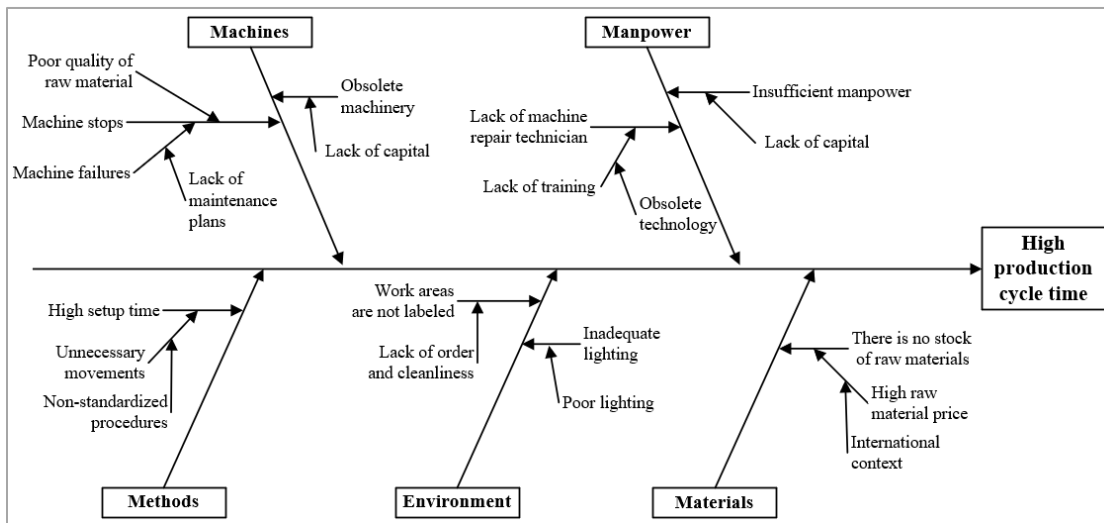 Machines
Manpower
Poor quality of
raw material
Obsolete
machinery
Machine stops
Lack of capital
Machine failures
Lack of
maintenance
plans
Insufficient manpower
Lack of machine
repair technician
Lack of capital
Lack of training
Obsolete
technology
High
production
cycle time
High setup time
Unnecessary
movements
Non-standardized
procedures
Work areas
are not labeled
Lack of order
and cleanliness
Inadequate
lighting
Poor lighting
There is no stock
of raw materials
High raw
material price
International
context
Methods
Environment
Materials